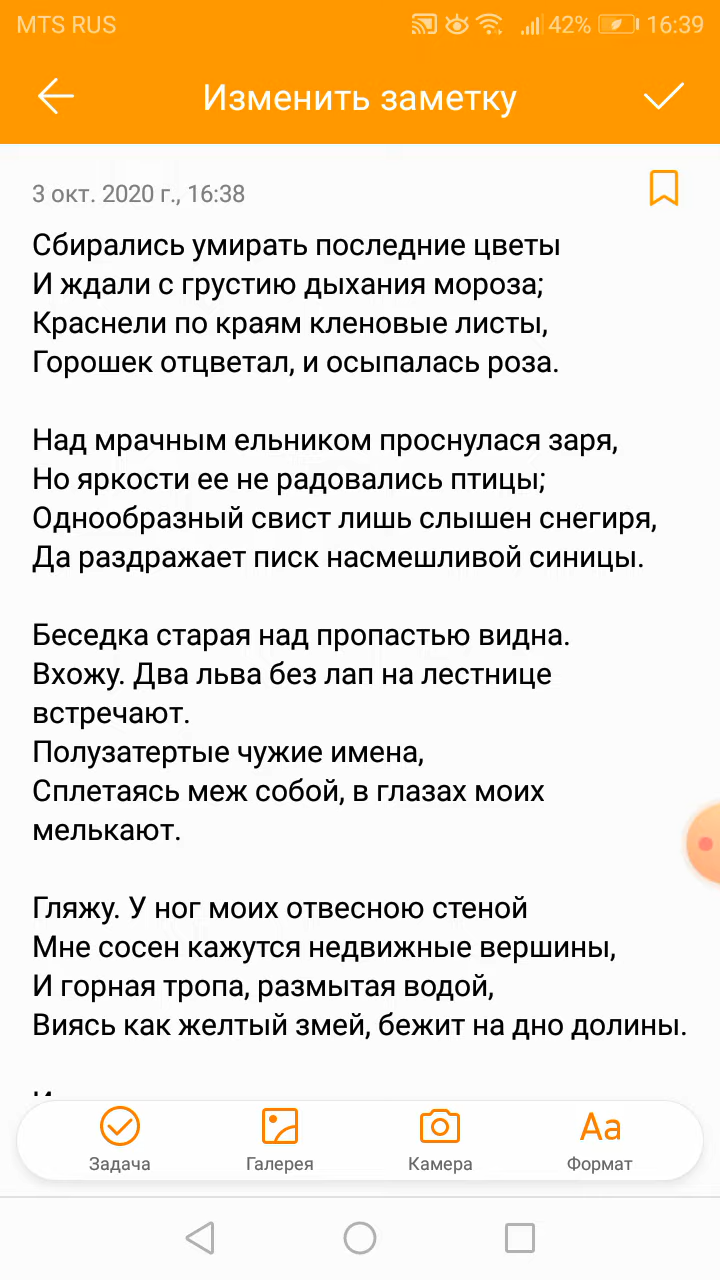 MTS RUS 42% 16:39
Изменить заметку
3 окт. 2020 г., 16:38
Сбирались умирать последние цветы
И ждали с грустию дыхания мороза;
Краснели по краям кленовые листы,
Горошек отцветал, и осыпалась роза.
Над мрачным ельником проснулася заря,
Но яркости ее не радовались птицы;
Однообразный свист лишь слышен снегиря,
Да раздражает писк насмешливой синицы.
Беседка старая над пропастью видна.
Вхожу. Два льва без лап на лестнице
встречают.
Полузатертые чужие имена,
Сплетаясь меж собой, в глазах моих
мелькают.
Гляжу. У ног моих отвесною стеной
Мне сосен кажутся недвижные вершины,
И горная тропа, размытая водой,
Виясь как желтый змей, бежит на дно долины.
Задача Галерея Камера Aa Формат